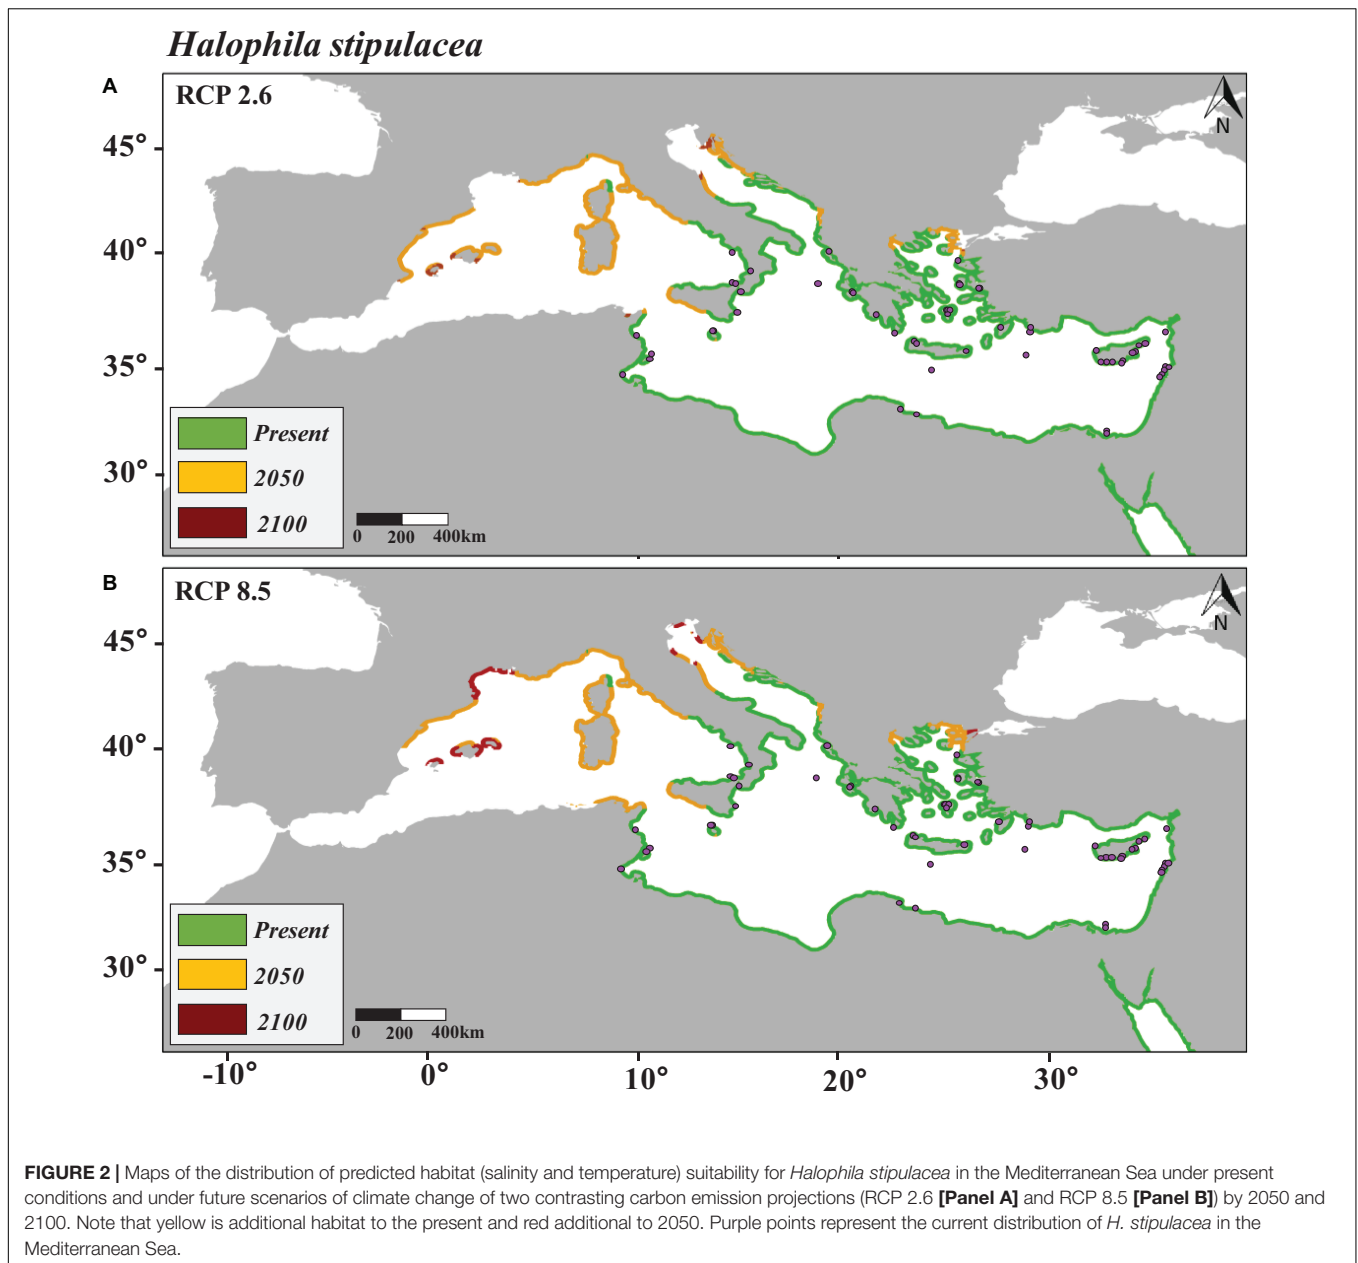 Halophila stipulacea
A
RCP 2.6
N
45°
40°
35°
30°
Present
2050
2100
0 200 400km
B
RCP 8.5
N
45°
40°
35°
30°
Present
2050
2100
0 200 400km
-10° 0° 10° 20° 30°
FIGURE 2 | Maps of the distribution of predicted habitat (salinity and temperature) suitability for Halophila stipulacea in the Mediterranean Sea under present
conditions and under future scenarios of climate change of two contrasting carbon emission projections (RCP 2.6 [Panel A] and RCP 8.5 [Panel B]) by 2050 and
2100. Note that yellow is additional habitat to the present and red additional to 2050. Purple points represent the current distribution of H. stipulacea in the
Mediterranean Sea.